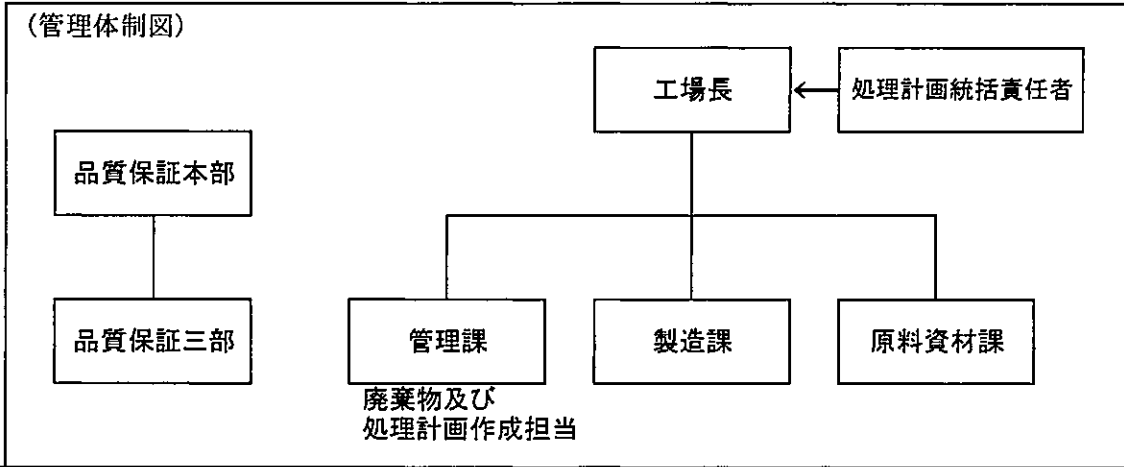 (管理体制図)
工場長
処理計画統括責任者
品質保証本部
品質保証三部
管理課
製造課
原料資材課
廃棄物及び
処理計画作成担当